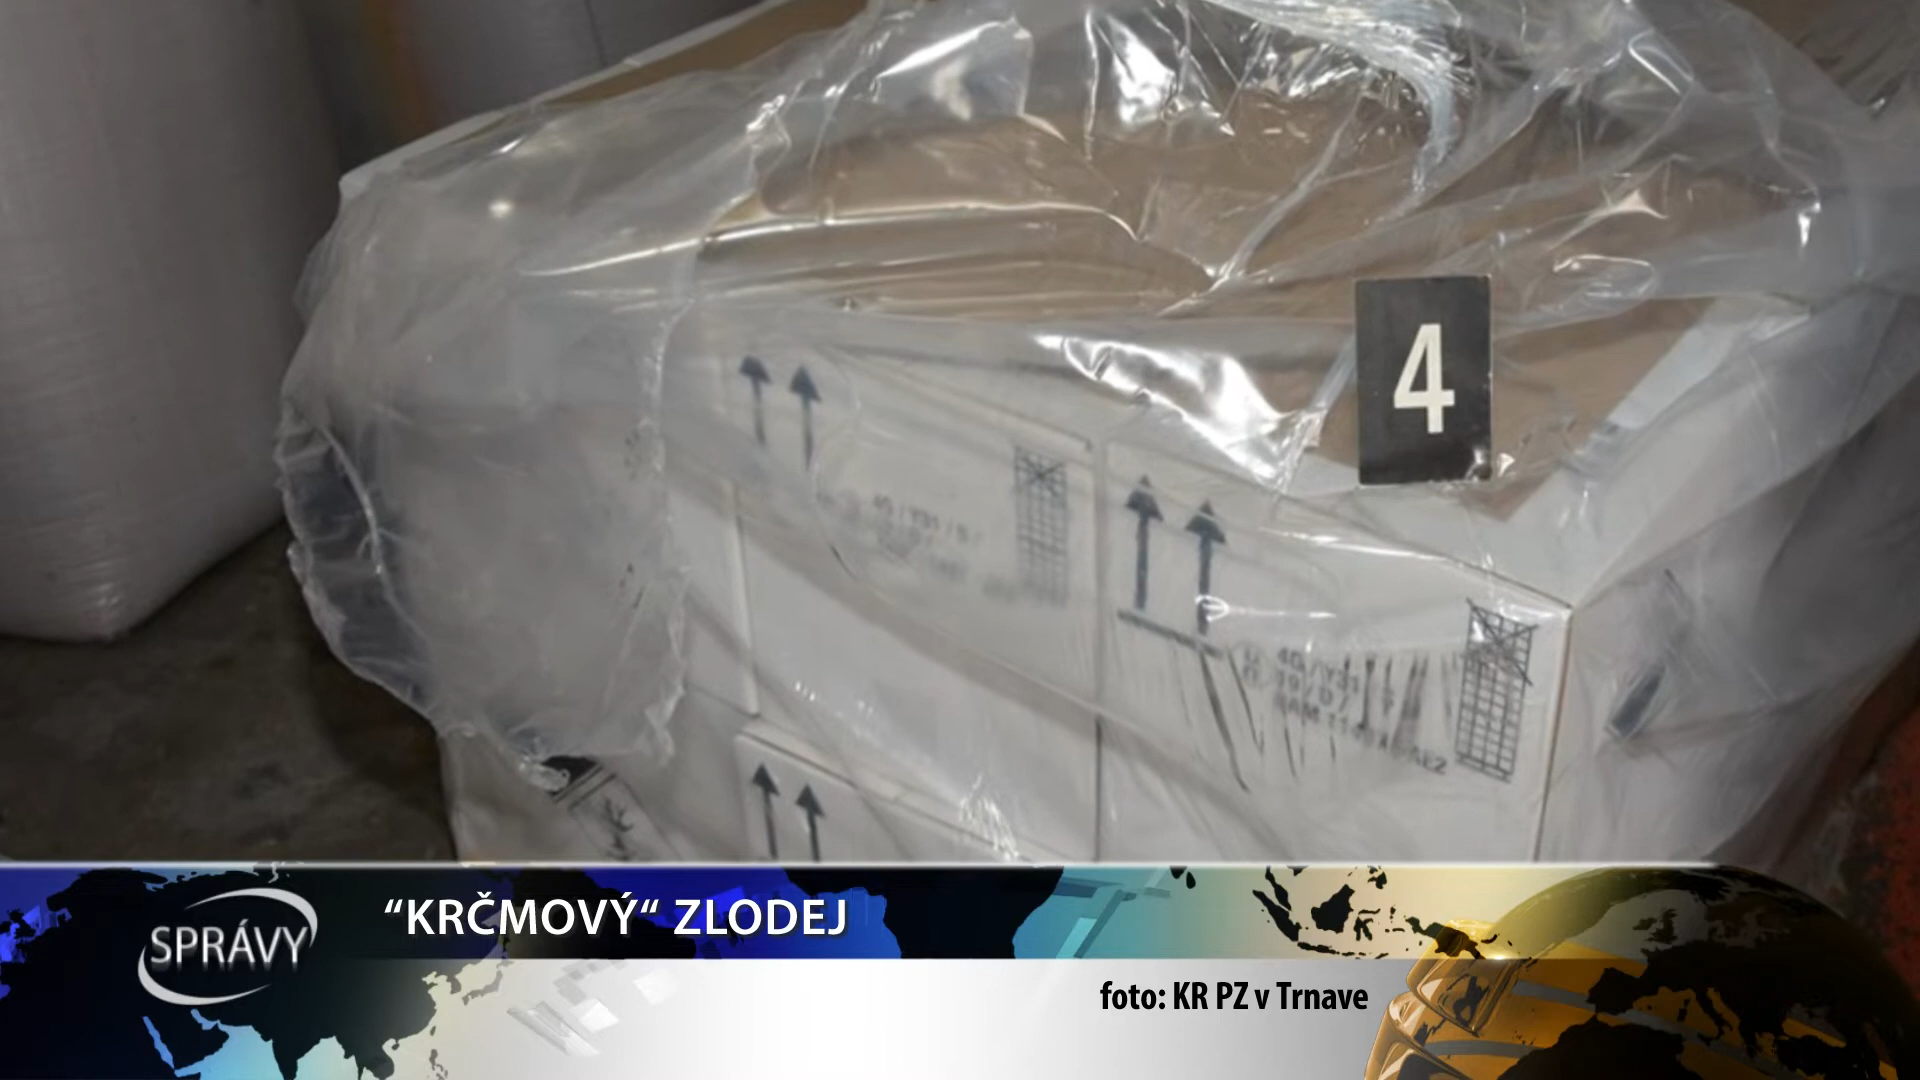 4
SPRÁVY
“KRČMOVÝ“ ZLODEJ
foto: KR PZ v Trnave